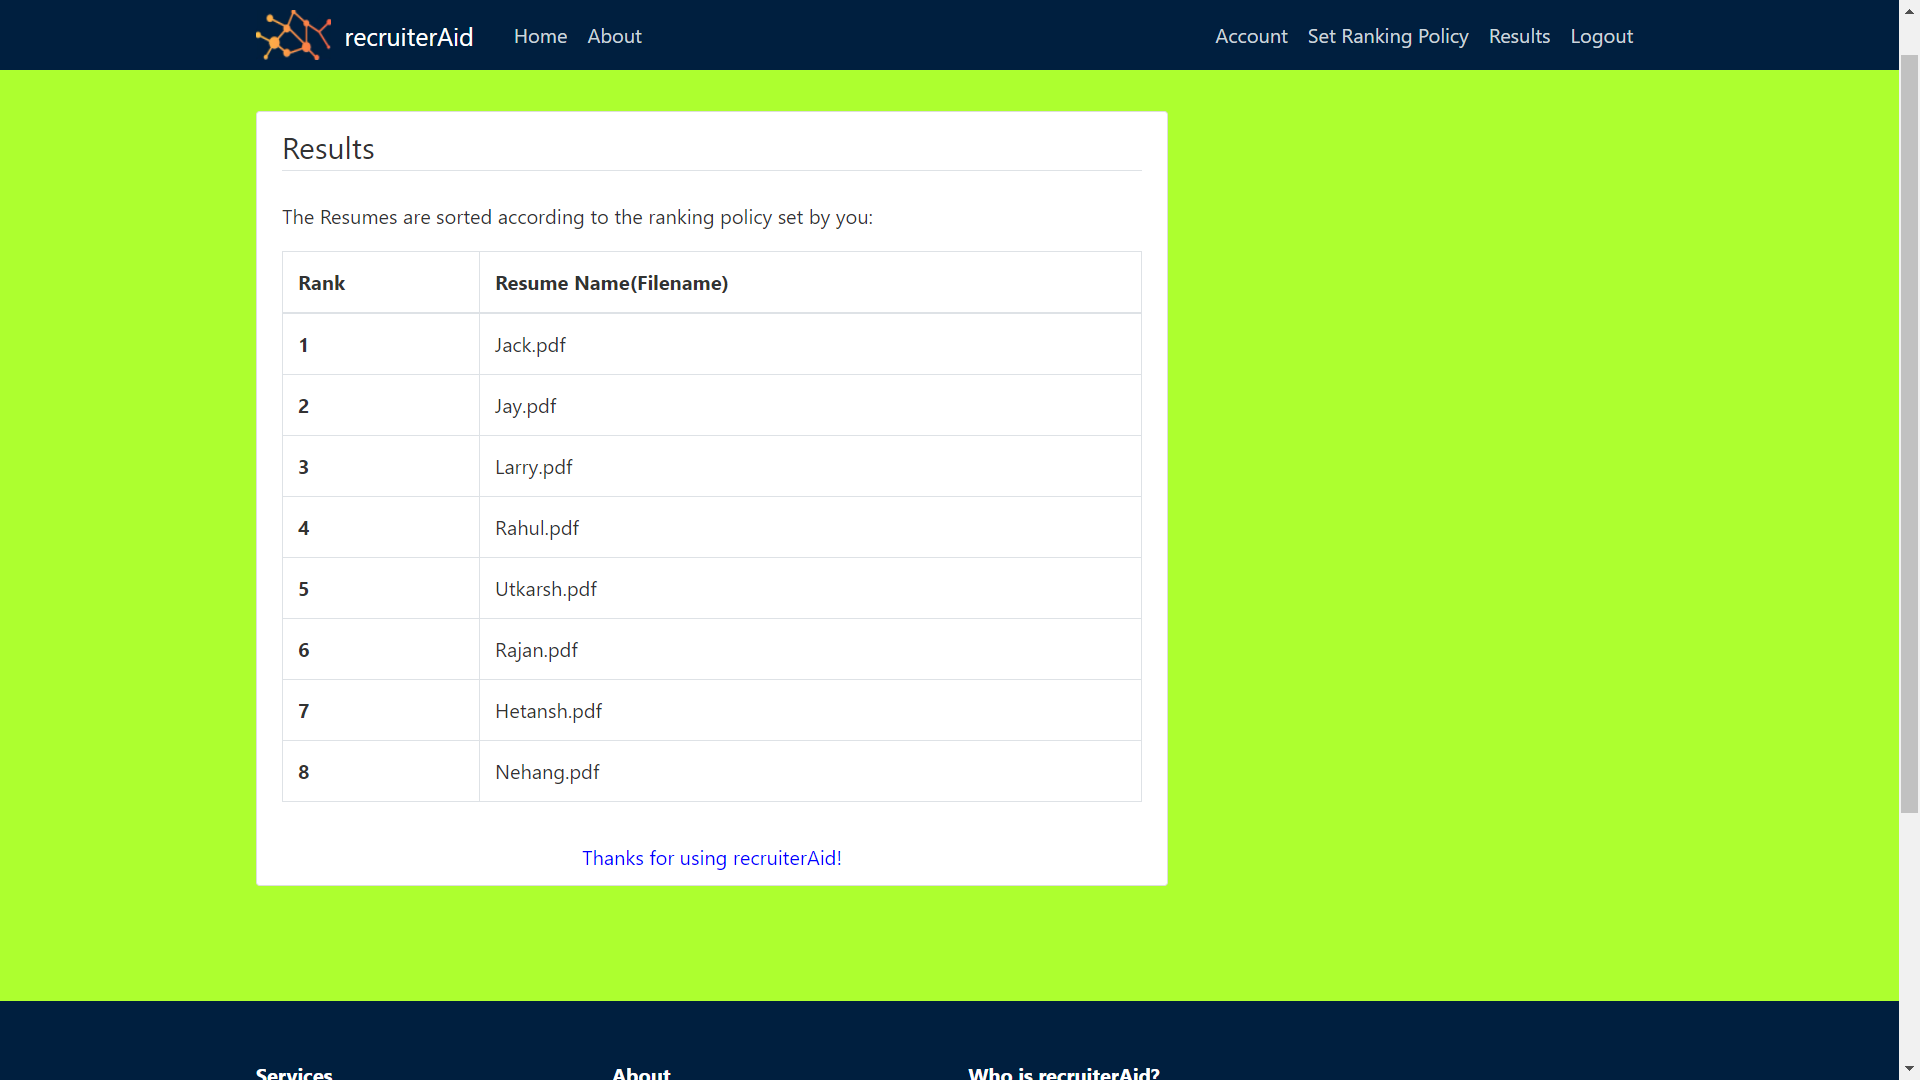 recruiterAid Home About Account Set Ranking Policy Results Logout
Results
The Resumes are sorted according to the ranking policy set by you:
Rank Resume Name(Filename)
1 Jack.pdf
2 Jay.pdf
3 Larry.pdf
4 Rahul.pdf
5 Utkarsh.pdf
6 Rajan.pdf
7 Hetansh.pdf
8 Nehang.pdf
Thanks for using recruiterAid!
Services About Who is recruiterAid?